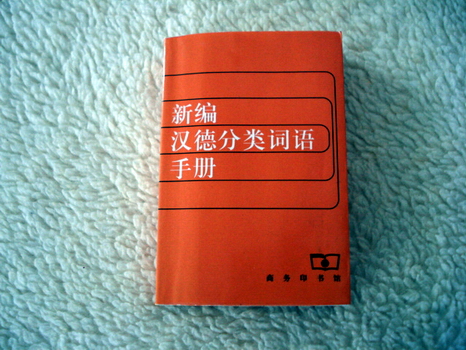 新编
汉德分类词语
手册
商务印书馆